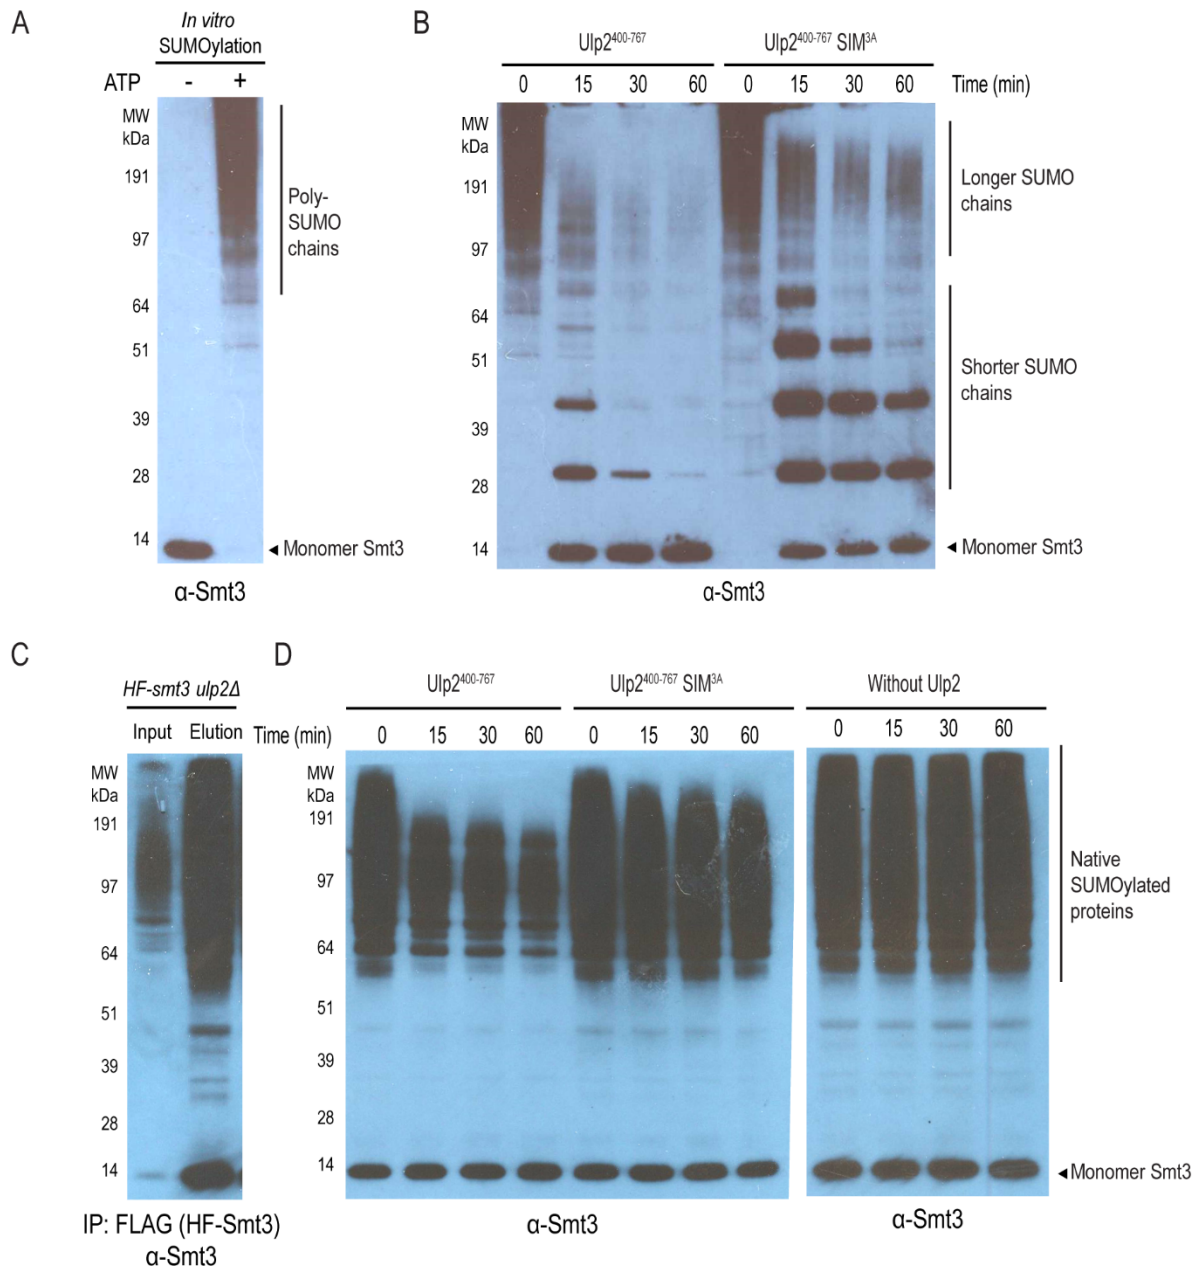 A
In vitro
SUMOylation
ATP - +
MW
kDa
191
97
64
51
39
28
14
Poly-
SUMO
chains
Monomer Smt3
α-Smt3
B
Ulp2⁴⁰⁰⁻⁷⁶⁷ Ulp2⁴⁰⁰⁻⁷⁶⁷ SIM³ᴬ
0 15 30 60 0 15 30 60 Time (min)
MW
kDa
191
97
64
51
39
28
14
Longer SUMO
chains
Shorter SUMO
chains
Monomer Smt3
α-Smt3
C
HF-smt3 ulp2Δ
Input Elution
MW
kDa
191
97
64
51
39
28
14
IP: FLAG (HF-Smt3)
α-Smt3
D
Ulp2⁴⁰⁰⁻⁷⁶⁷ Ulp2⁴⁰⁰⁻⁷⁶⁷ SIM³ᴬ Without Ulp2
Time (min) 0 15 30 60 0 15 30 60 0 15 30 60
MW
kDa
191
97
64
51
39
28
14
Native
SUMOylated
proteins
Monomer Smt3
α-Smt3 α-Smt3